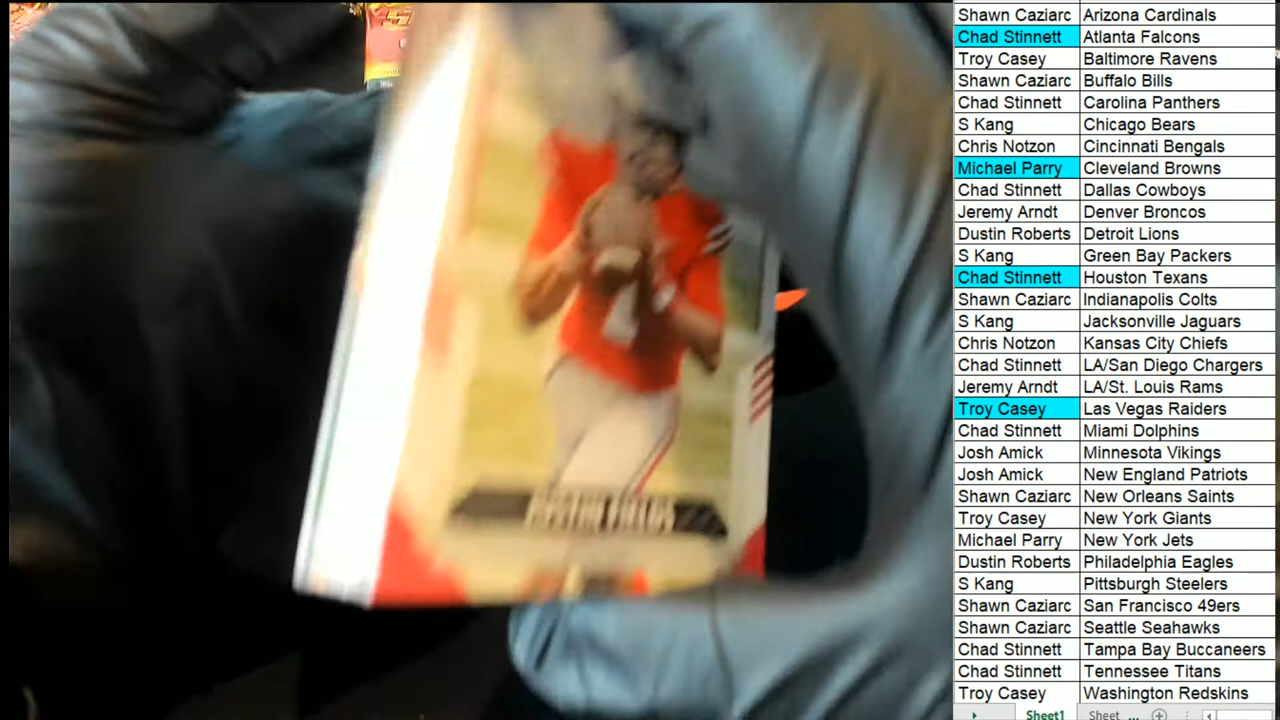 Shawn Caziarc Arizona Cardinals
Chad Stinnett Atlanta Falcons
Troy Casey Baltimore Ravens
Shawn Caziarc Buffalo Bills
Chad Stinnett Carolina Panthers
S Kang Chicago Bears
Chris Notzon Cincinnati Bengals
Michael Parry Cleveland Browns
Chad Stinnett Dallas Cowboys
Jeremy Arndt Denver Broncos
Dustin Roberts Detroit Lions
S Kang Green Bay Packers
Chad Stinnett Houston Texans
Shawn Caziarc Indianapolis Colts
S Kang Jacksonville Jaguars
Chris Notzon Kansas City Chiefs
Chad Stinnett LA/San Diego Chargers
Jeremy Arndt LA/St. Louis Rams
Troy Casey Las Vegas Raiders
Chad Stinnett Miami Dolphins
Josh Amick Minnesota Vikings
Josh Amick New England Patriots
Shawn Caziarc New Orleans Saints
Troy Casey New York Giants
Michael Parry New York Jets
Dustin Roberts Philadelphia Eagles
S Kang Pittsburgh Steelers
Shawn Caziarc San Francisco 49ers
Shawn Caziarc Seattle Seahawks
Chad Stinnett Tampa Bay Buccaneers
Chad Stinnett Tennessee Titans
Troy Casey Washington Redskins
Sheet1 Sheet ...
JUSTIN FIELDS